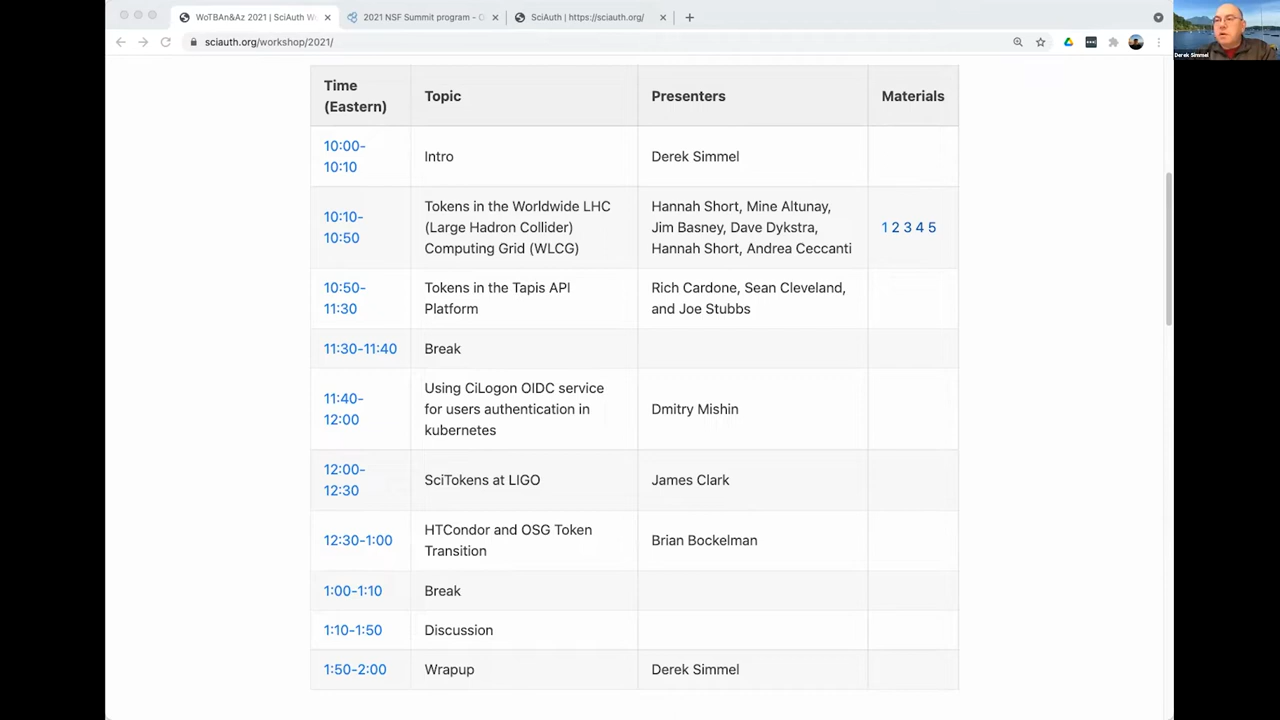 WoTBAn&Az 2021 | SciAuth W
2021 NSF Summit program -
SciAuth | https://sciauth.org/
sciauth.org/workshop/2021/
Derek Simmel
Time (Eastern) Topic Presenters Materials
10:00-10:10 Intro Derek Simmel
10:10-10:50 Tokens in the Worldwide LHC (Large Hadron Collider) Computing Grid (WLCG) Hannah Short, Mine Altunay, Jim Basney, Dave Dykstra, Hannah Short, Andrea Ceccanti 1 2 3 4 5
10:50-11:30 Tokens in the Tapis API Platform Rich Cardone, Sean Cleveland, and Joe Stubbs
11:30-11:40 Break
11:40-12:00 Using CiLogon OIDC service for users authentication in kubernetes Dmitry Mishin
12:00-12:30 SciTokens at LIGO James Clark
12:30-1:00 HTCondor and OSG Token Transition Brian Bockelman
1:00-1:10 Break
1:10-1:50 Discussion
1:50-2:00 Wrapup Derek Simmel